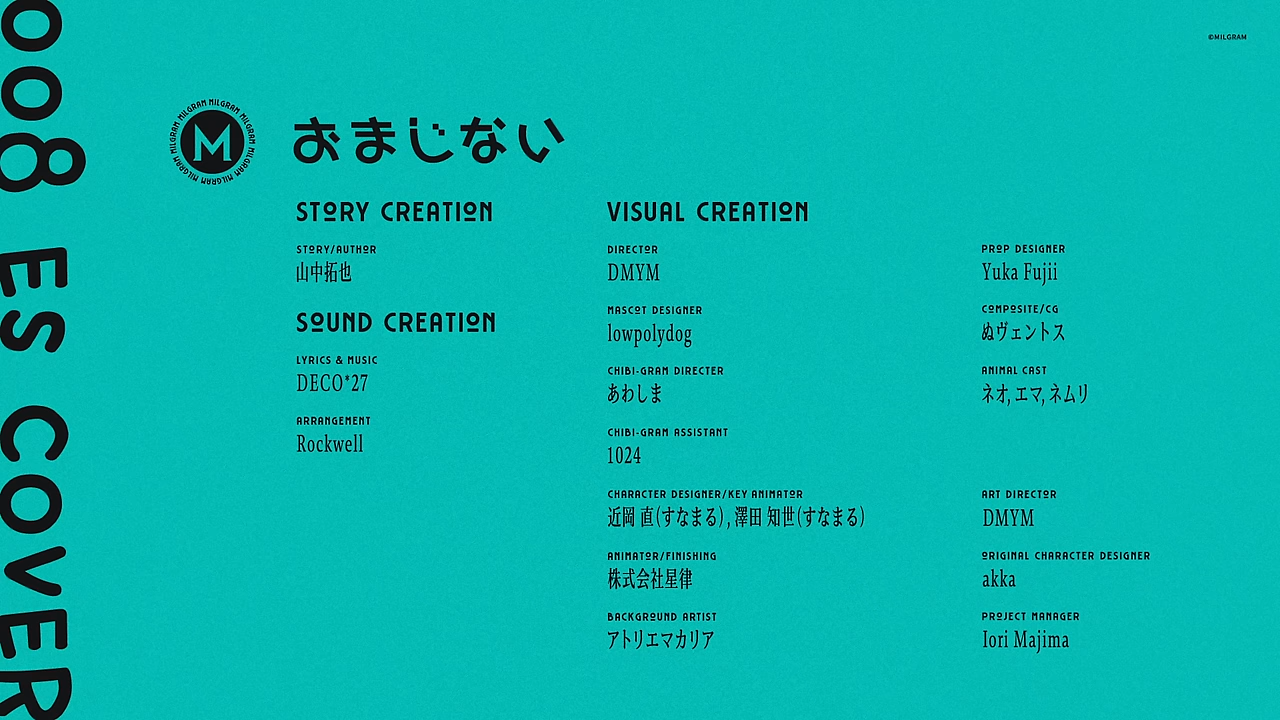 ©MILGRAM
008 ES COVER
MILGRAM MILGRAM MILGRAM MILGRAM MILGRAM MILGRAM MILGRAM
M
おまじない
STORY CREATION
STORY/AUTHOR
山中拓也
SOUND CREATION
LYRICS & MUSIC
DECO*27
ARRANGEMENT
Rockwell
VISUAL CREATION
DIRECTOR
DMYM
MASCOT DESIGNER
lowpolydog
CHIBI-GRAM DIRECTER
あわしま
CHIBI-GRAM ASSISTANT
1024
CHARACTER DESIGNER/KEY ANIMATOR
近岡 直(すなまる), 澤田 知世(すなまる)
ANIMATOR/FINISHING
株式会社星律
BACKGROUND ARTIST
アトリエマカリア
PROP DESIGNER
Yuka Fujii
COMPOSITE/CG
ぬヴェントス
ANIMAL CAST
ネオ, エマ, ネムリ
ART DIRECTOR
DMYM
ORIGINAL CHARACTER DESIGNER
akka
PROJECT MANAGER
Iori Majima